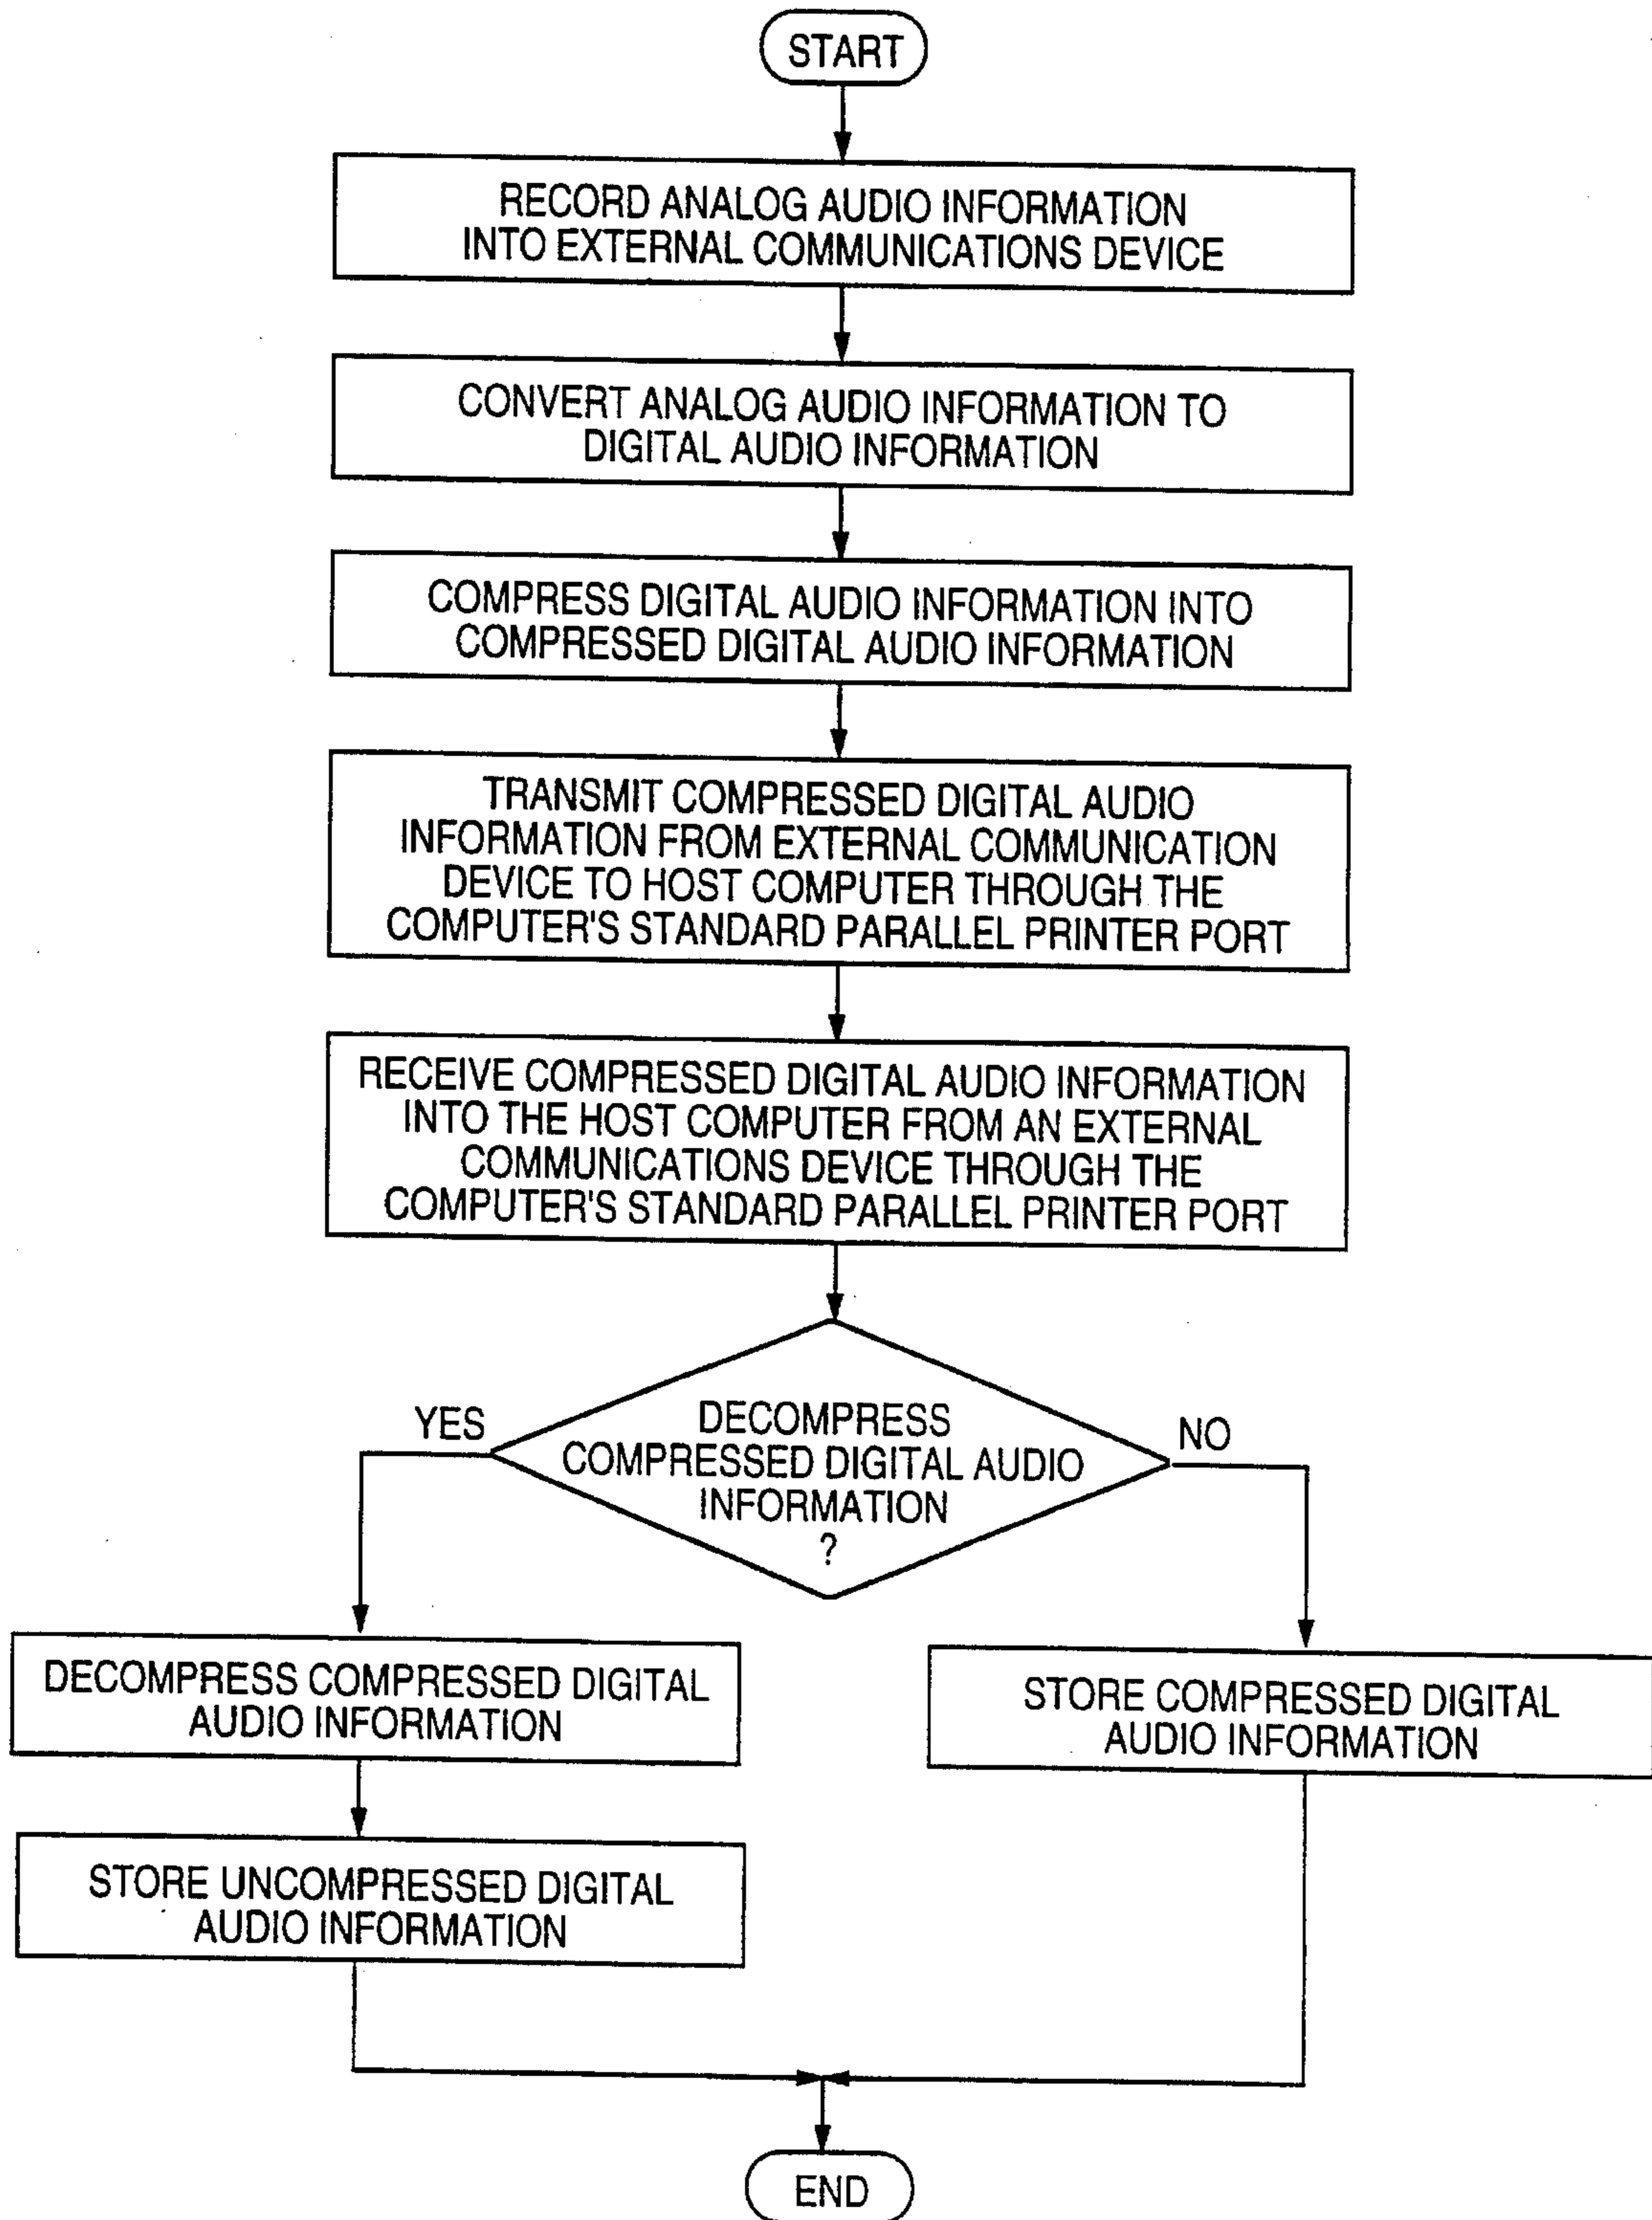 START
RECORD ANALOG AUDIO INFORMATION
INTO EXTERNAL COMMUNICATIONS DEVICE
CONVERT ANALOG AUDIO INFORMATION TO
DIGITAL AUDIO INFORMATION
COMPRESS DIGITAL AUDIO INFORMATION INTO
COMPRESSED DIGITAL AUDIO INFORMATION
TRANSMIT COMPRESSED DIGITAL AUDIO
INFORMATION FROM EXTERNAL COMMUNICATION
DEVICE TO HOST COMPUTER THROUGH THE
COMPUTER'S STANDARD PARALLEL PRINTER PORT
RECEIVE COMPRESSED DIGITAL AUDIO INFORMATION
INTO THE HOST COMPUTER FROM AN EXTERNAL
COMMUNICATIONS DEVICE THROUGH THE
COMPUTER'S STANDARD PARALLEL PRINTER PORT
DECOMPRESS
COMPRESSED DIGITAL AUDIO
INFORMATION
?
YES
NO
DECOMPRESS COMPRESSED DIGITAL
AUDIO INFORMATION
STORE COMPRESSED DIGITAL
AUDIO INFORMATION
STORE UNCOMPRESSED DIGITAL
AUDIO INFORMATION
END